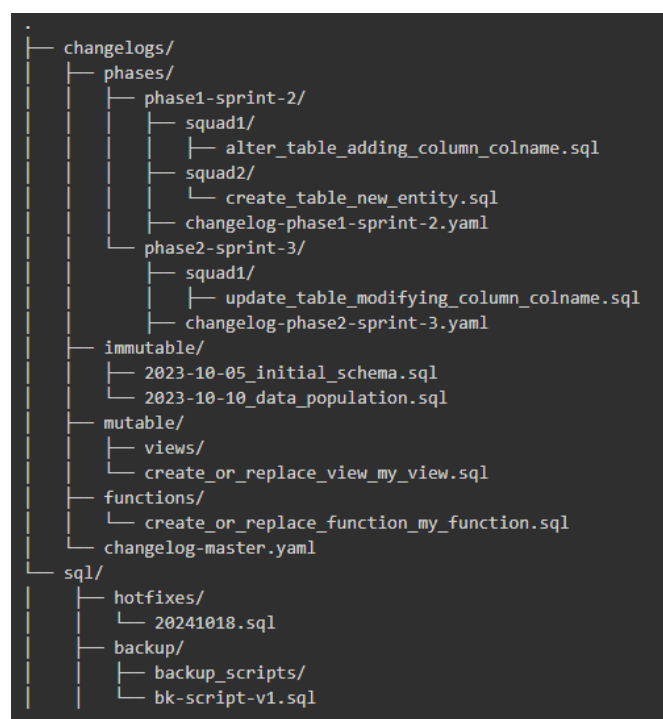 .
├── changelogs/
│   ├── phases/
│   │   ├── phase1-sprint-2/
│   │   │   ├── squad1/
│   │   │   │   ├── alter_table_adding_column_colname.sql
│   │   │   ├── squad2/
│   │   │   │   └── create_table_new_entity.sql
│   │   │   ├── changelog-phase1-sprint-2.yaml
│   │   └── phase2-sprint-3/
│   │       ├── squad1/
│   │       │   ├── update_table_modifying_column_colname.sql
│   │       ├── changelog-phase2-sprint-3.yaml
│   ├── immutable/
│   │   ├── 2023-10-05_initial_schema.sql
│   │   └── 2023-10-10_data_population.sql
│   ├── mutable/
│   │   ├── views/
│   │   └── create_or_replace_view_my_view.sql
│   ├── functions/
│   │   └── create_or_replace_function_my_function.sql
│   └── changelog-master.yaml
└── sql/
│    ├── hotfixes/
│    │   └── 20241018.sql
│    ├── backup/
│    │   ├── backup_scripts/
│    │   └── bk-script-v1.sql